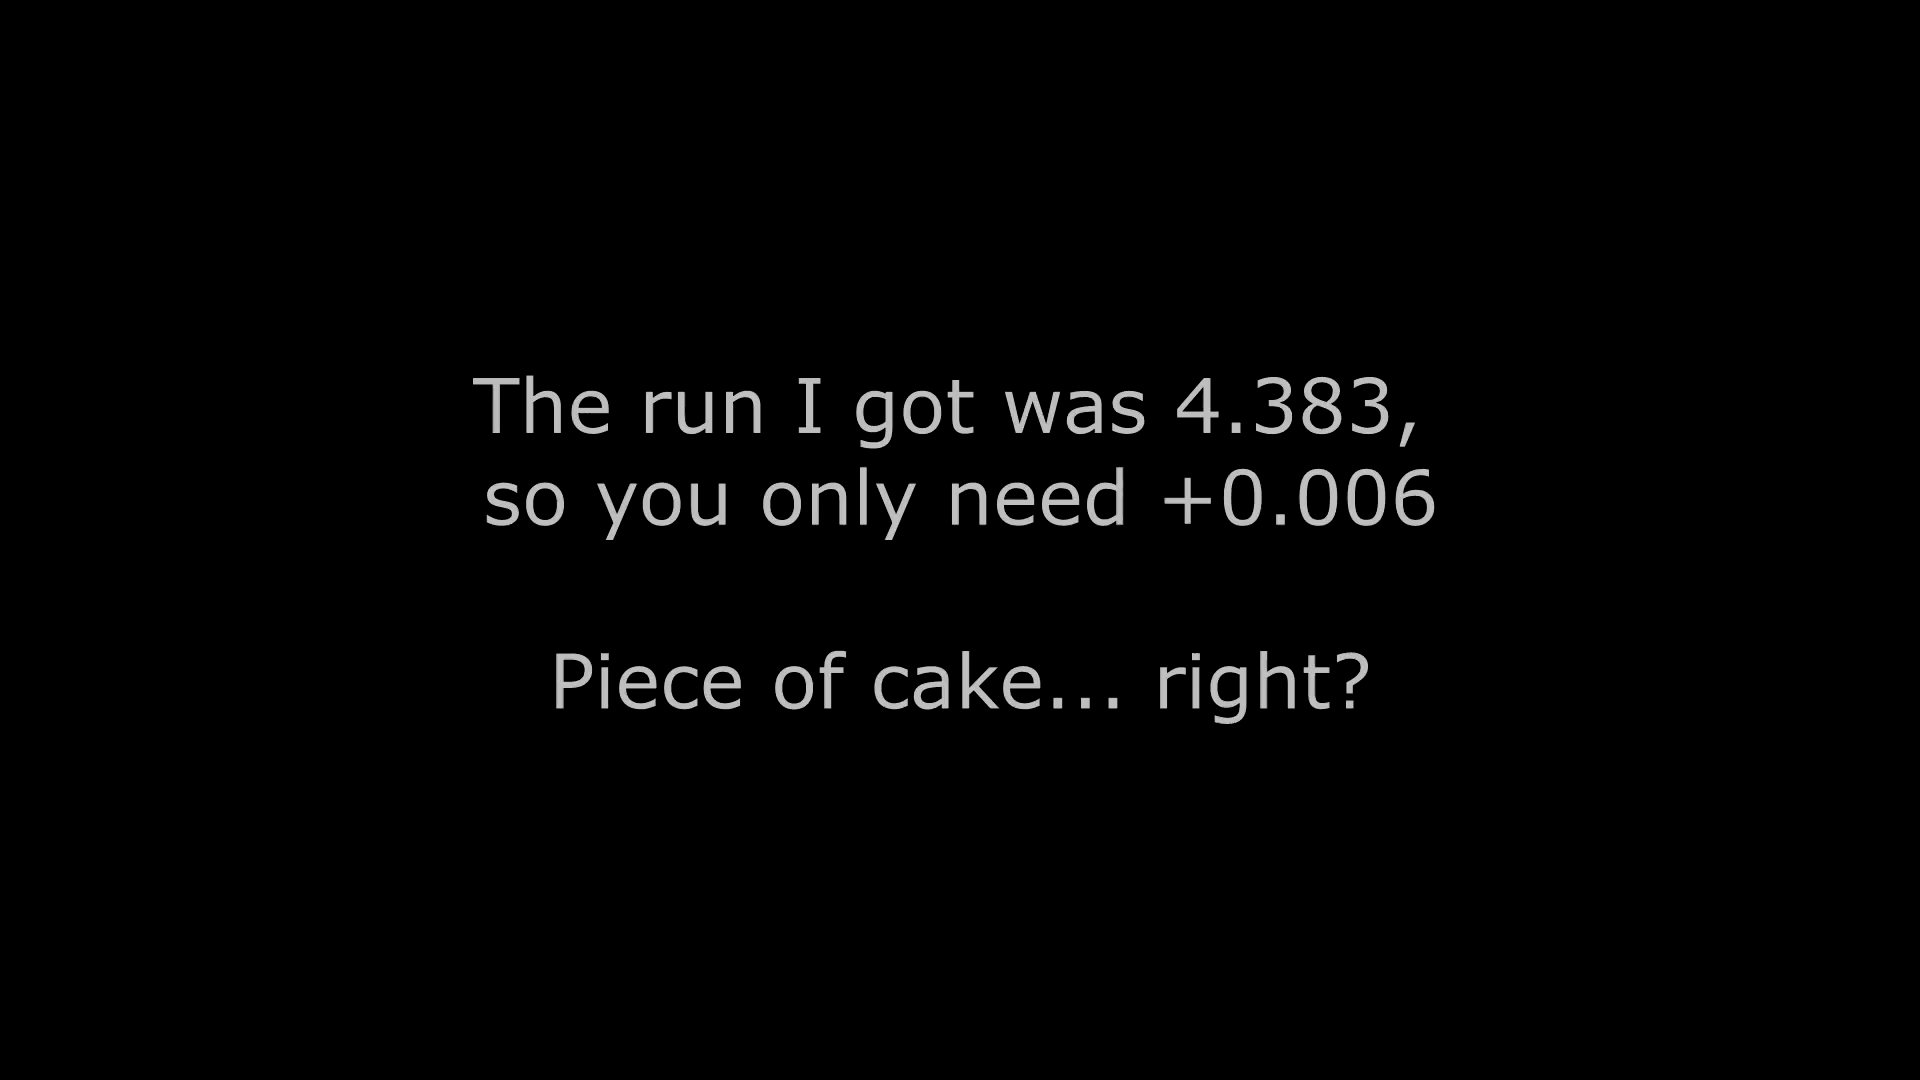 The run I got was 4.383,
so you only need +0.006
Piece of cake... right?